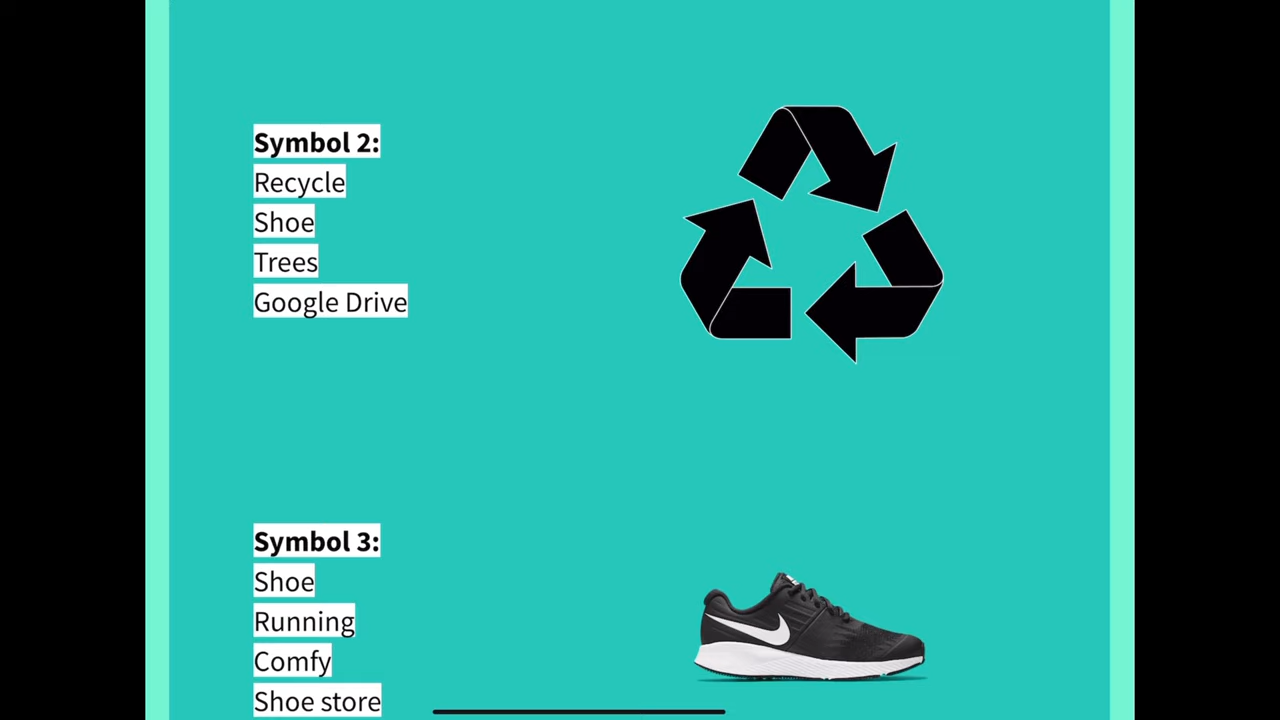 Symbol 2:
Recycle
Shoe
Trees
Google Drive
Symbol 3:
Shoe
Running
Comfy
Shoe store